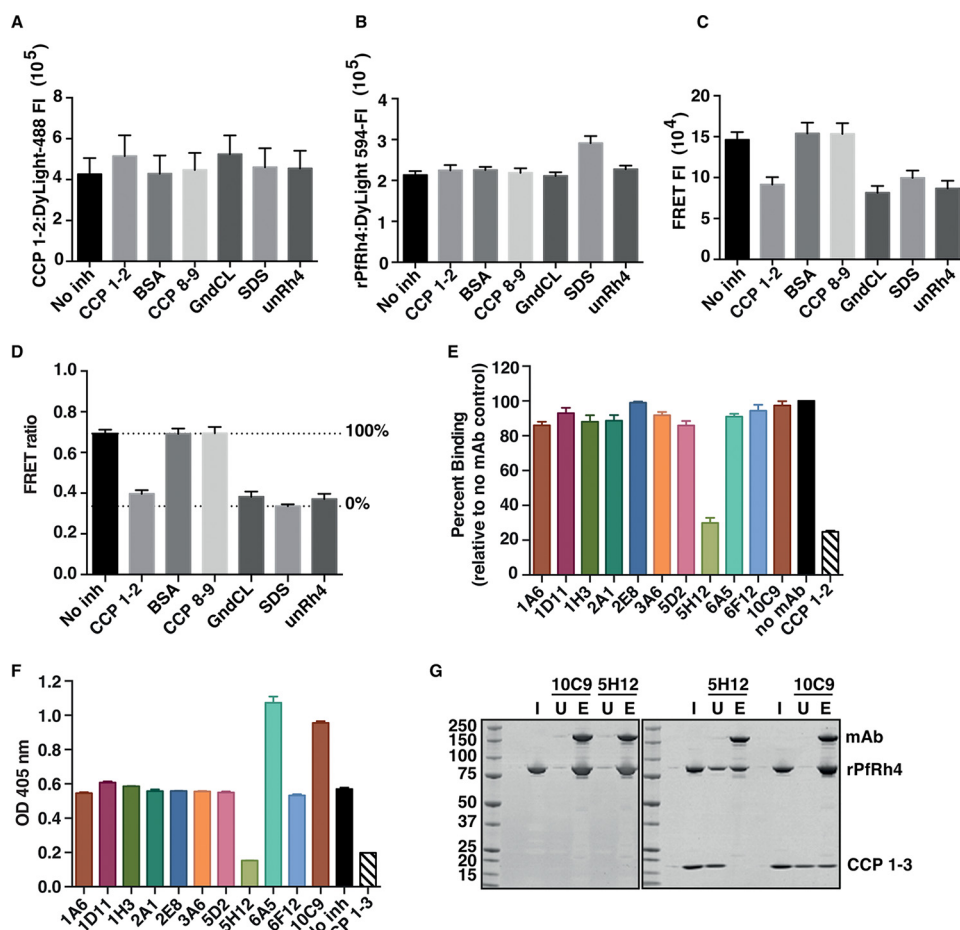 A
CCP 1-2:DyLight-488 FI (10^5)
8
6
4
2
0
No inh
CCP 1-2
BSA
CCP 8-9
GndCL
SDS
unRh4
B
rPfRh4:DyLight 594-FI (10^5)
4
3
2
1
0
No inh
CCP 1-2
BSA
CCP 8-9
GndCL
SDS
unRh4
C
FRET FI (10^4)
20
15
10
5
0
No inh
CCP 1-2
BSA
CCP 8-9
GndCL
SDS
unRh4
D
FRET ratio
1.0
0.8
0.6
0.4
0.2
0.0
100%
0%
No inh
CCP 1-2
BSA
CCP 8-9
GndCL
SDS
unRh4
E
Percent Binding
(relative to no mAb control)
120
100
80
60
40
20
0
1A6
1D11
1H3
2A1
2E8
3A6
5D2
5H12
6A5
6F12
10C9
no mAb
CCP 1-2
F
OD 405 nm
1.2
1.0
0.8
0.6
0.4
0.2
0.0
1A6
1D11
1H3
2A1
2E8
3A6
5D2
5H12
6A5
6F12
10C9
No inh
CCP 1-3
G
10C9 5H12 5H12 10C9
I U E U E I U E I U E
250
150
100
75
50
37
25
20
15
mAb
rPfRh4
CCP 1-3